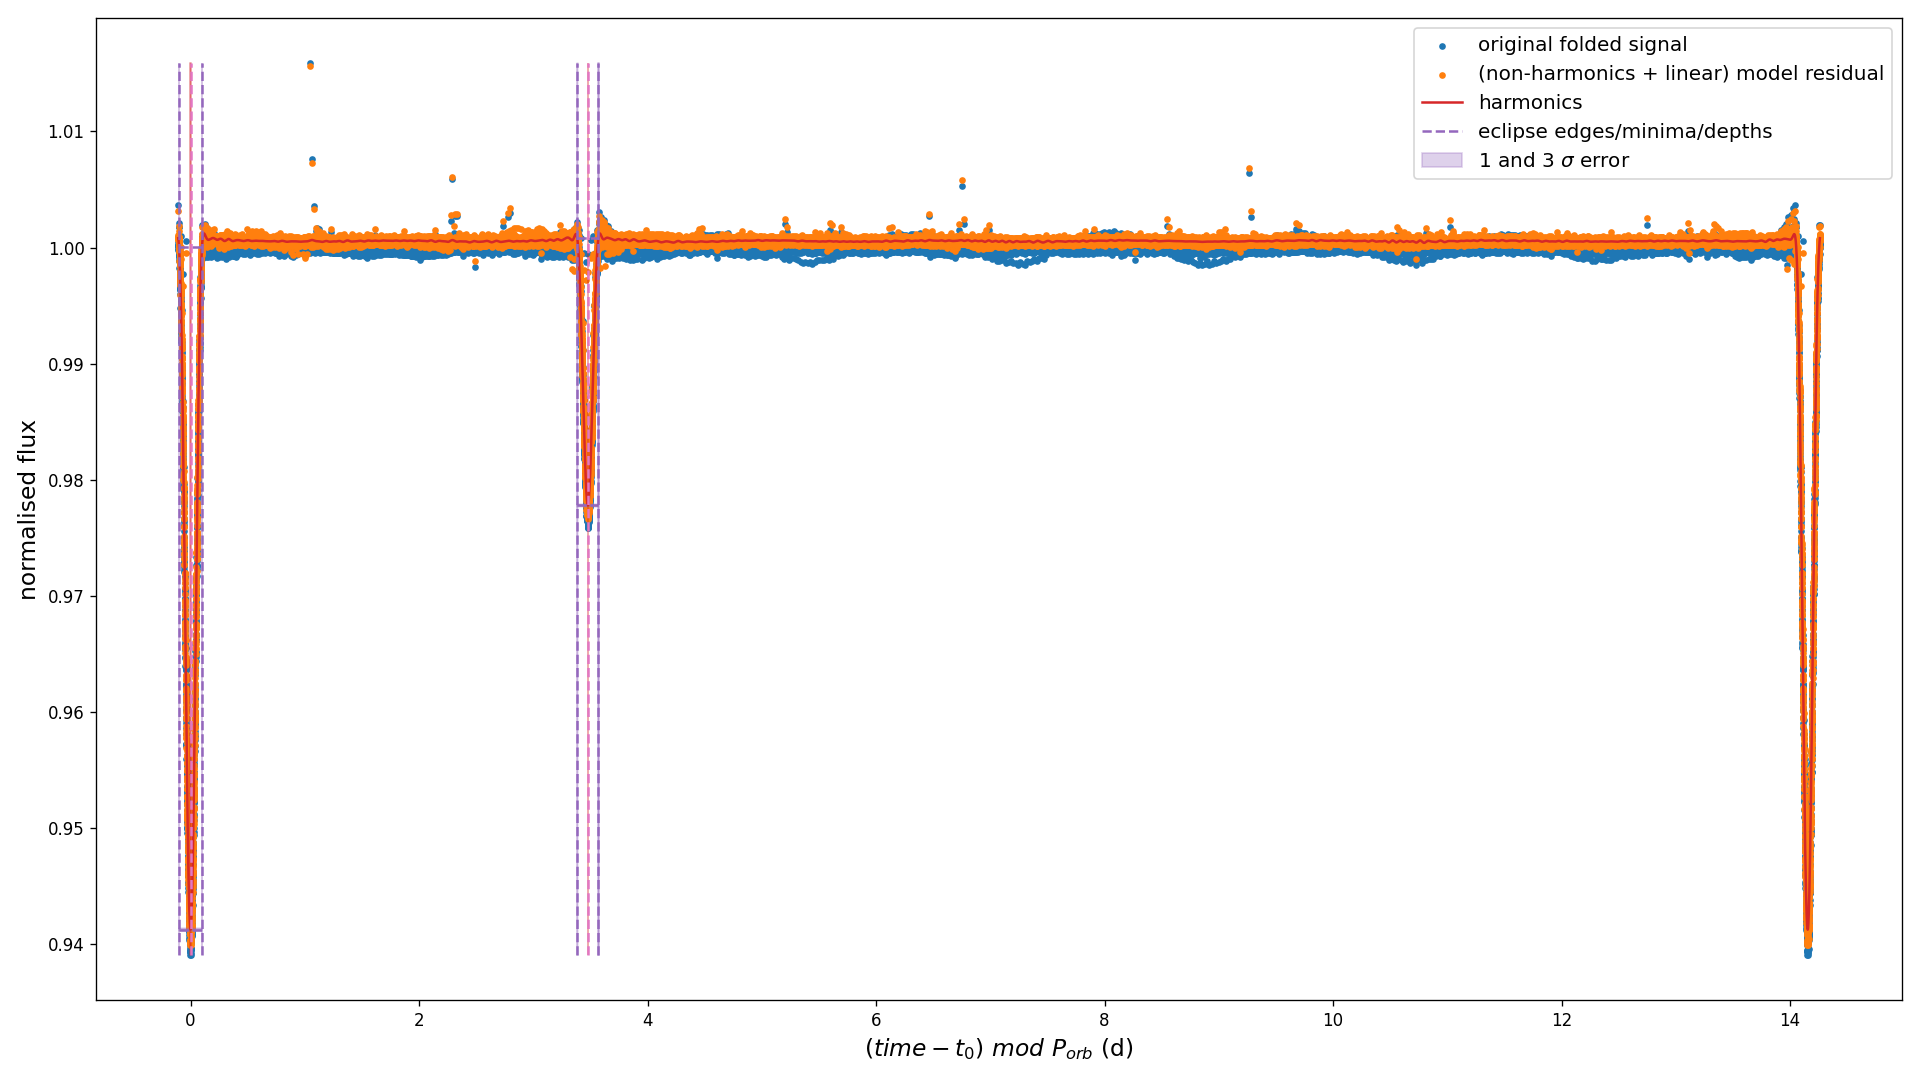 original folded signal
(non-harmonics + linear) model residual
harmonics
eclipse edges/minima/depths
1 and 3 σ error
normalised flux
1.01
1.00
0.99
0.98
0.97
0.96
0.95
0.94
0 2 4 6 8 10 12 14
(time − t₀) mod P_orb (d)